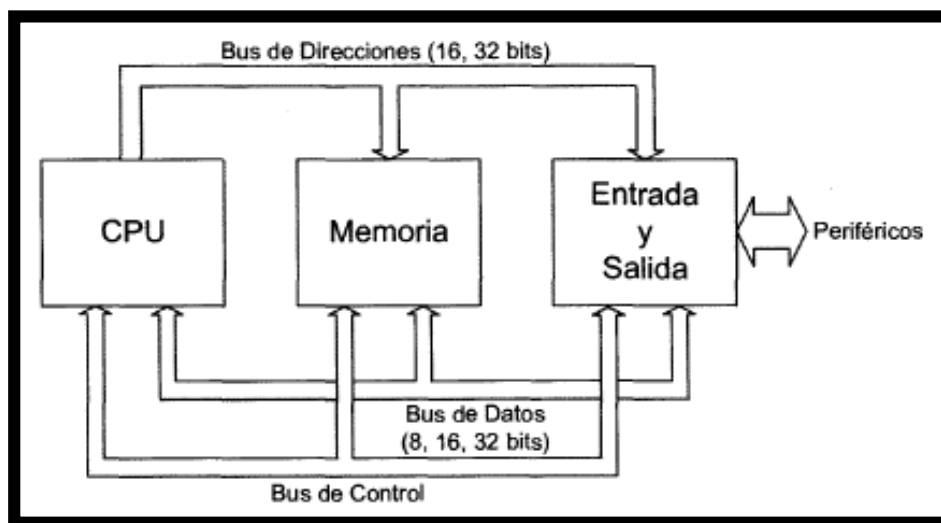 Bus de Direcciones (16, 32 bits)
CPU
Memoria
Entrada
y
Salida
Periféricos
Bus de Datos
(8, 16, 32 bits)
Bus de Control